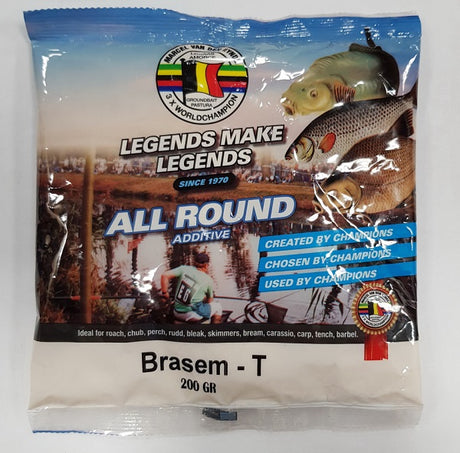 MARCEL VAN DEN EYNDE
GROUNDBAIT
PASTURA
3 X WORLDCHAMPION
LEGENDS MAKE
LEGENDS
SINCE 1970
ALL ROUND
ADDITIVE
CREATED BY CHAMPIONS
CHOSEN BY CHAMPIONS
USED BY CHAMPIONS
Ideal for roach, chub, perch, rudd, bleak, skimmers, bream, carassio, carp, tench, barbel.
Brasem - T
200 GR